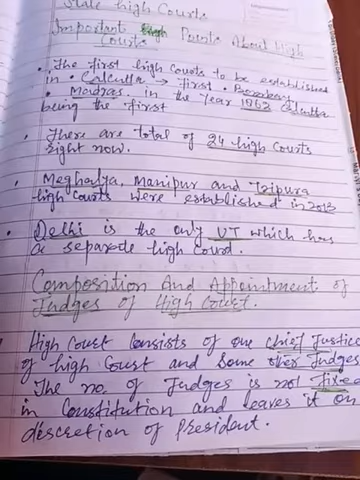 State High Courts
Important Points About High
Courts
• The first high Courts to be established
in • Calcutta → first • Bombay
• Madras. in the Year 1862 Calcutta
being the first
• There are total of 24 high Courts
right now.
• Meghalya, Manipur and Tripura
high Courts were established in 2013
• Delhi is the only UT which has
a separate high Court.
Composition And Appointment of
Judges of High Court.
High Court Consists of one chief Justice
of high Court and Some other Judges
The no. of Judges is not fixe
in Constitution and leaves it on
discretion of President.